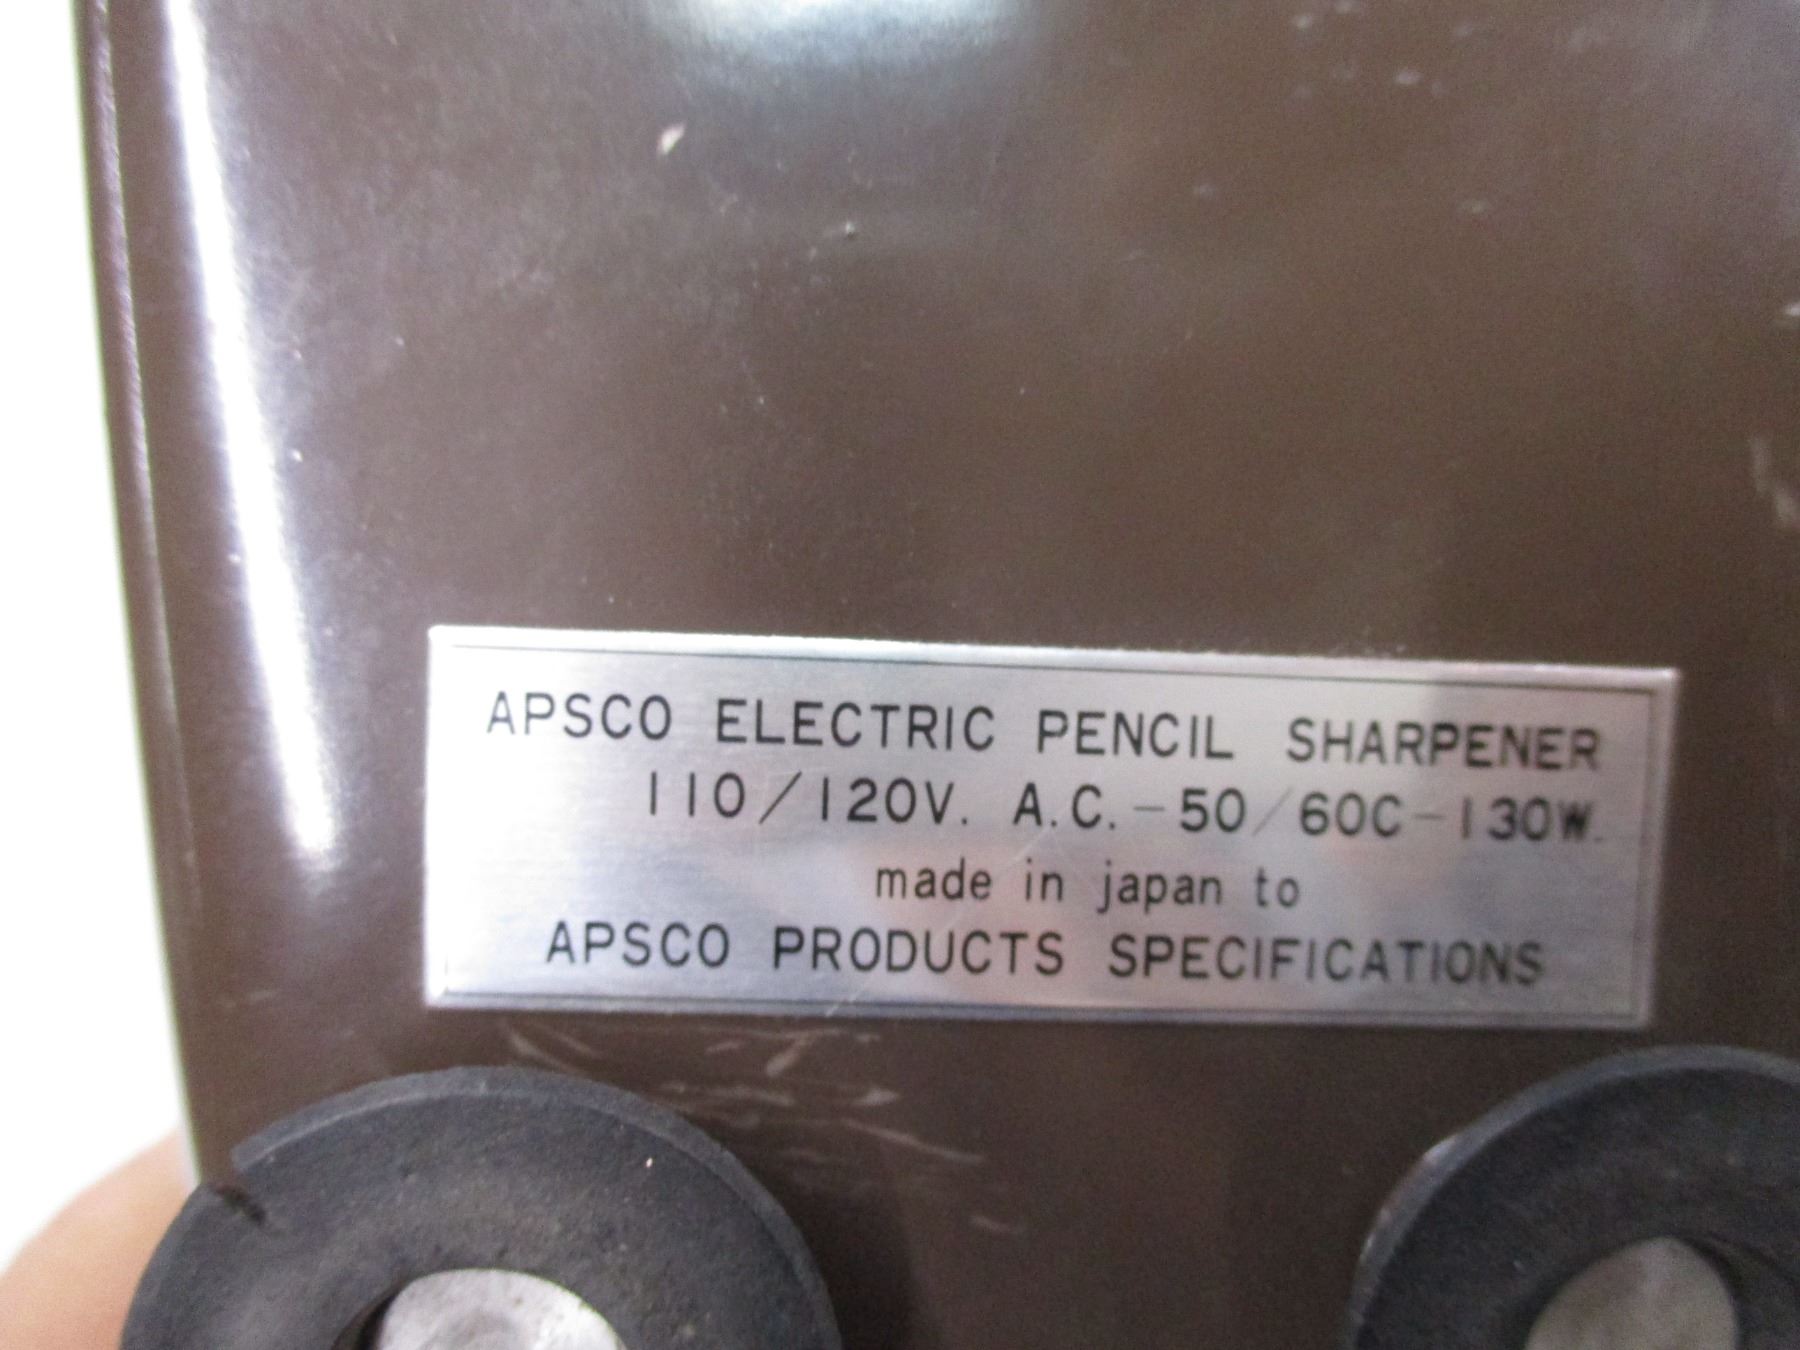 APSCO ELECTRIC PENCIL SHARPENER
110/120V. A.C.-50/60C-130W.
made in japan to
APSCO PRODUCTS SPECIFICATIONS